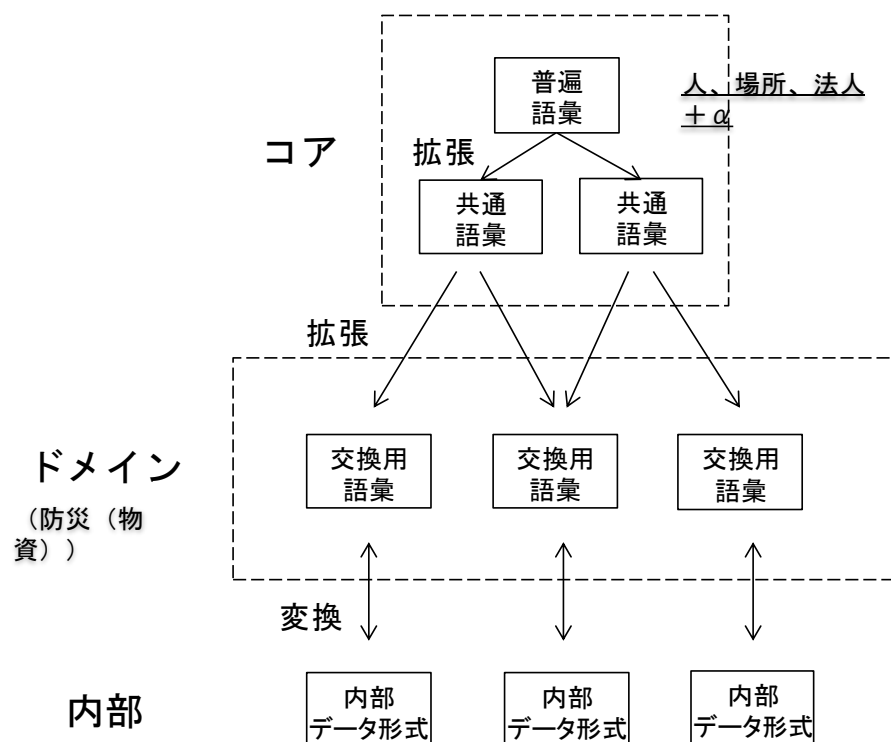 普遍
語彙
人、場所、法人
＋α
コア
拡張
共通
語彙
共通
語彙
拡張
ドメイン
（防災（物
資））
交換用
語彙
交換用
語彙
交換用
語彙
変換
内部
内部
データ形式
内部
データ形式
内部
データ形式